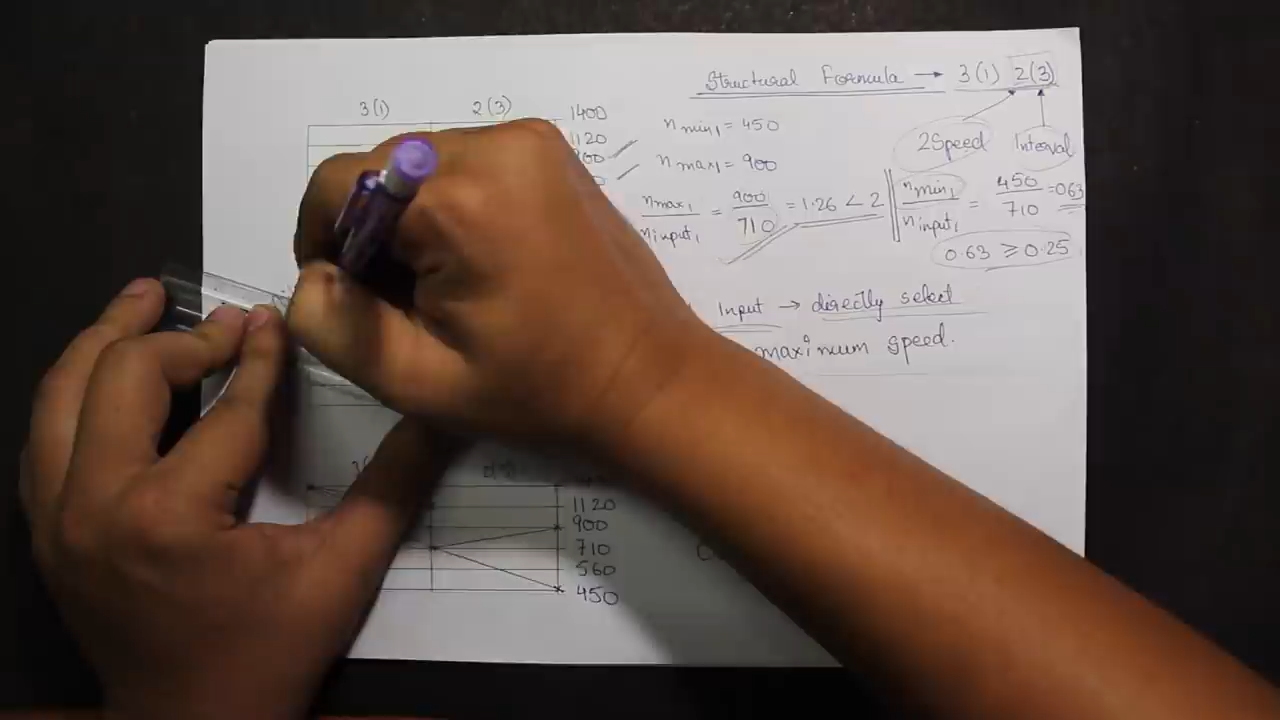 Structural Formula → 3(1) 2(3)
3(1) 2(3)
1400
1120
n min₁ = 450
2Speed Interval
n max₁ = 900
n max₁ / n input₁ = 900 / 710 = 1.26 < 2
n min₁ / n input₁ = 450 / 710 = 063
0.63 ≥ 0.25
Input → directly select
maximum speed.
1120
900
710
560
450